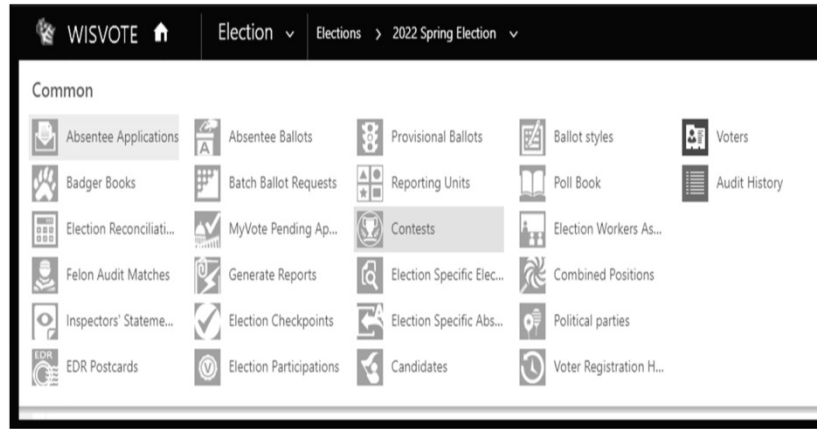 WISVOTE Election Elections > 2022 Spring Election
Common
Absentee Applications Absentee Ballots Provisional Ballots Ballot styles Voters
Badger Books Batch Ballot Requests Reporting Units Poll Book Audit History
Election Reconciliati... MyVote Pending Ap... Contests Election Workers As...
Felon Audit Matches Generate Reports Election Specific Elec... Combined Positions
Inspectors' Stateme... Election Checkpoints Election Specific Abs... Political parties
EDR EDR Postcards Election Participations Candidates Voter Registration H...